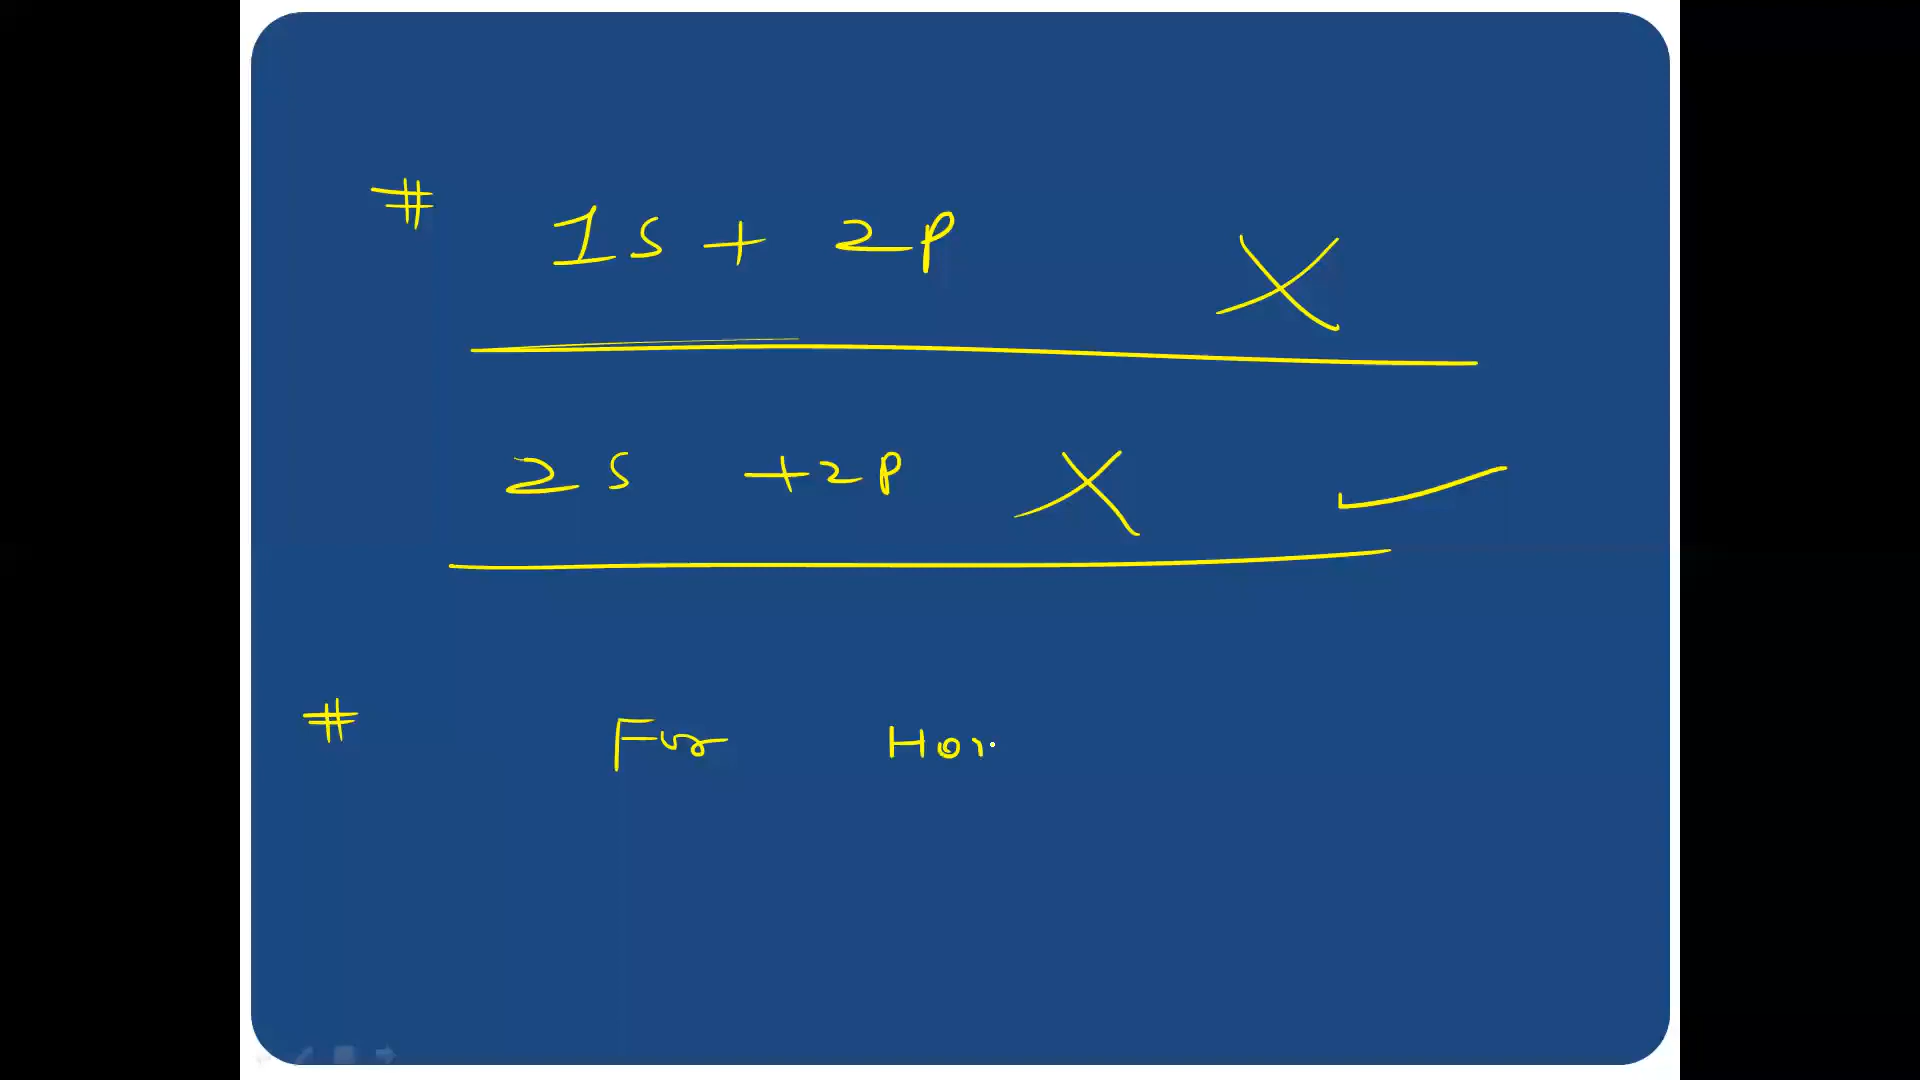 # 1s + 2p X
2s +2p X ✓
# For Hor